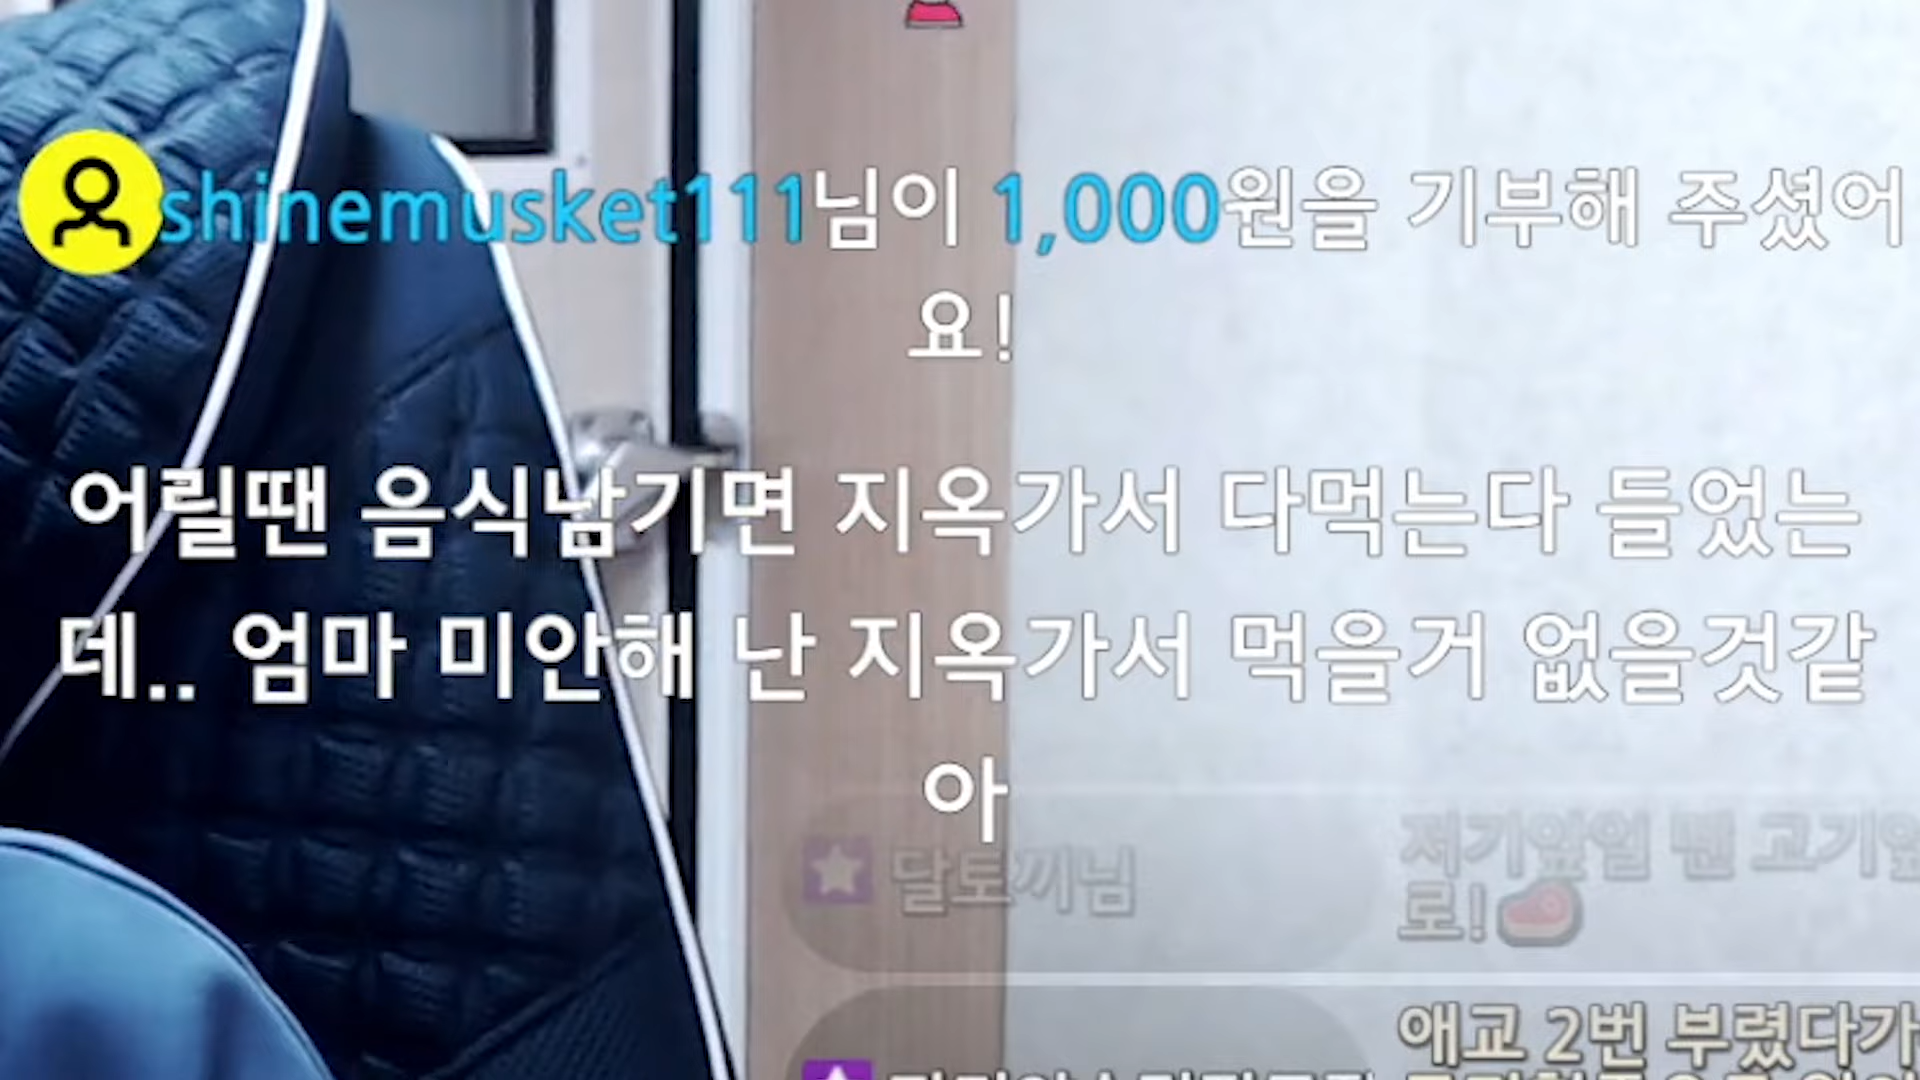 shinemusket111님이 1,000원을 기부해 주셨어
요!
어릴땐 음식남기면 지옥가서 다먹는다 들었는
데.. 엄마 미안해 난 지옥가서 먹을거 없을것같
아
달토끼님
저기앞일 땐 고기앞
로!
애교 2번 부렸다가